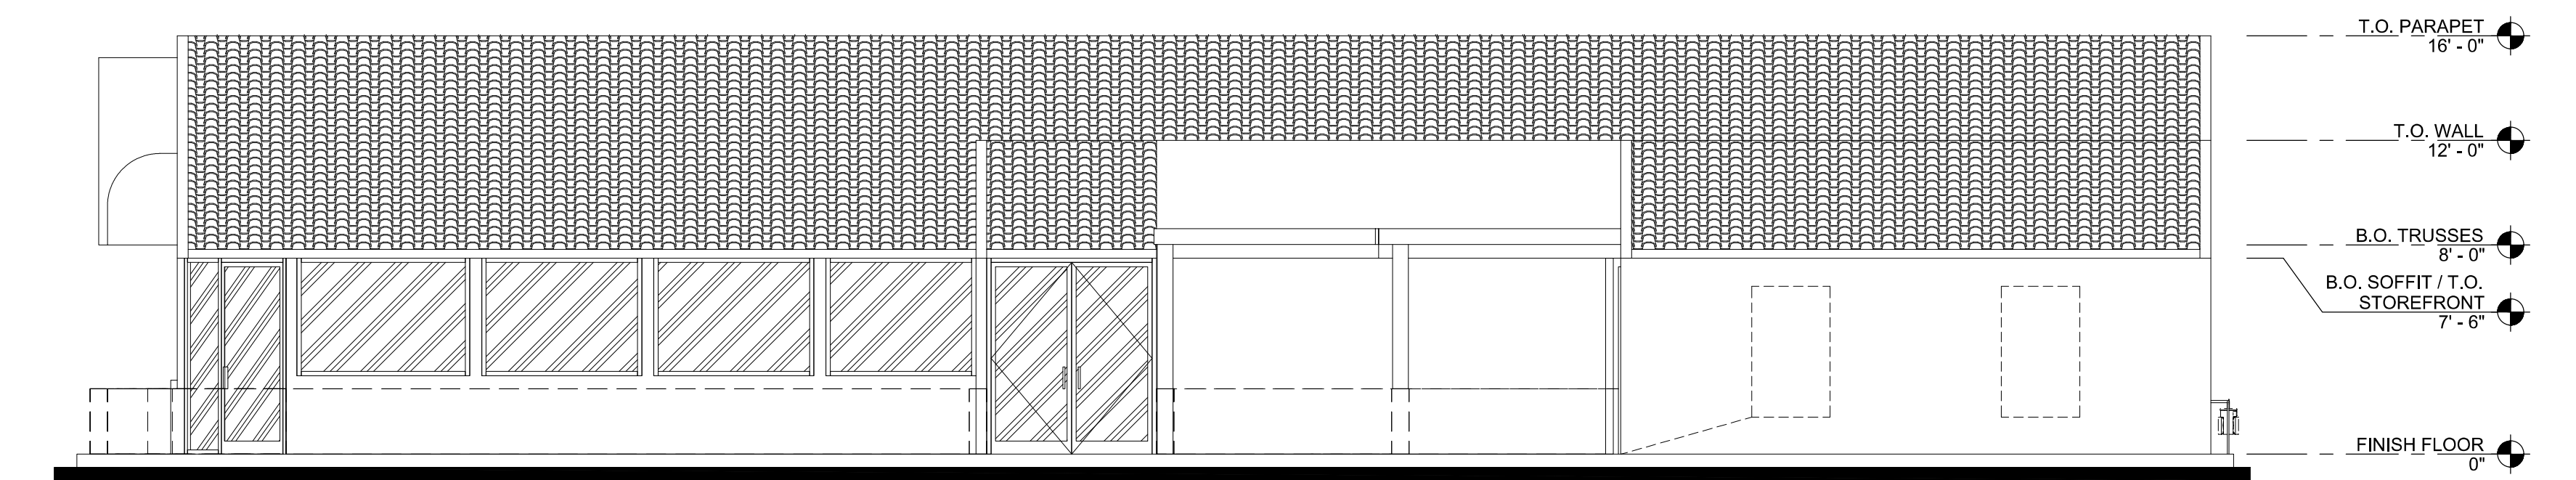 T.O. PARAPET
16' - 0"
T.O. WALL
12' - 0"
B.O. TRUSSES
8' - 0"
B.O. SOFFIT / T.O.
STOREFRONT
7' - 6"
FINISH FLOOR
0"